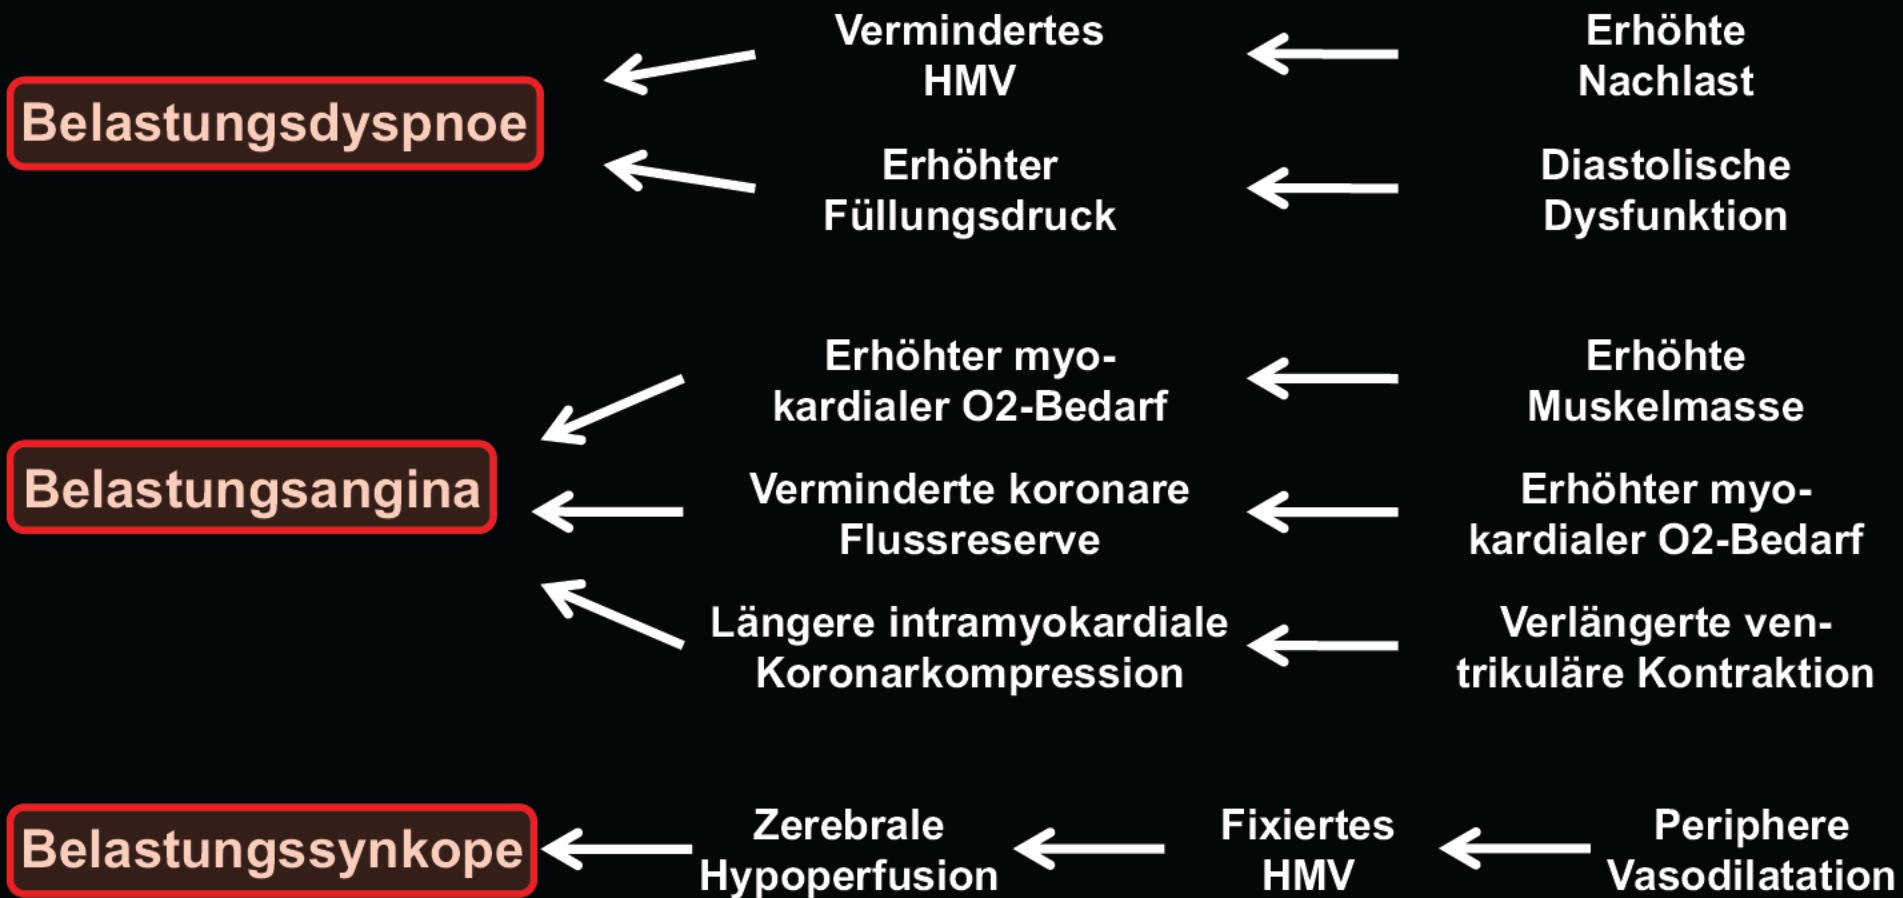 Vermindertes
HMV
Erhöhte
Nachlast
Belastungsdyspnoe
Erhöhter
Füllungsdruck
Diastolische
Dysfunktion
Erhöhter myo-
kardialer O2-Bedarf
Erhöhte
Muskelmasse
Belastungsangina
Verminderte koronare
Flussreserve
Erhöhter myo-
kardialer O2-Bedarf
Längere intramyokardiale
Koronarkompression
Verlängerte ven-
trikuläre Kontraktion
Belastungssynkope
Zerebrale
Hypoperfusion
Fixiertes
HMV
Periphere
Vasodilatation